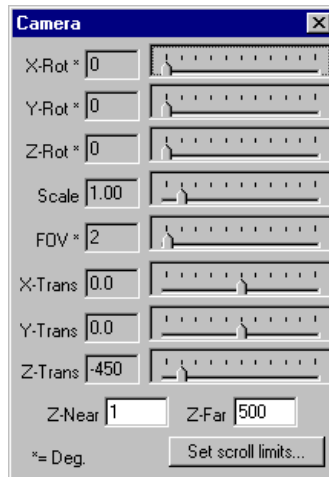 Camera
X-Rot * 0
Y-Rot * 0
Z-Rot * 0
Scale 1.00
FOV * 2
X-Trans 0.0
Y-Trans 0.0
Z-Trans -450
Z-Near 1 Z-Far 500
*= Deg. Set scroll limits...